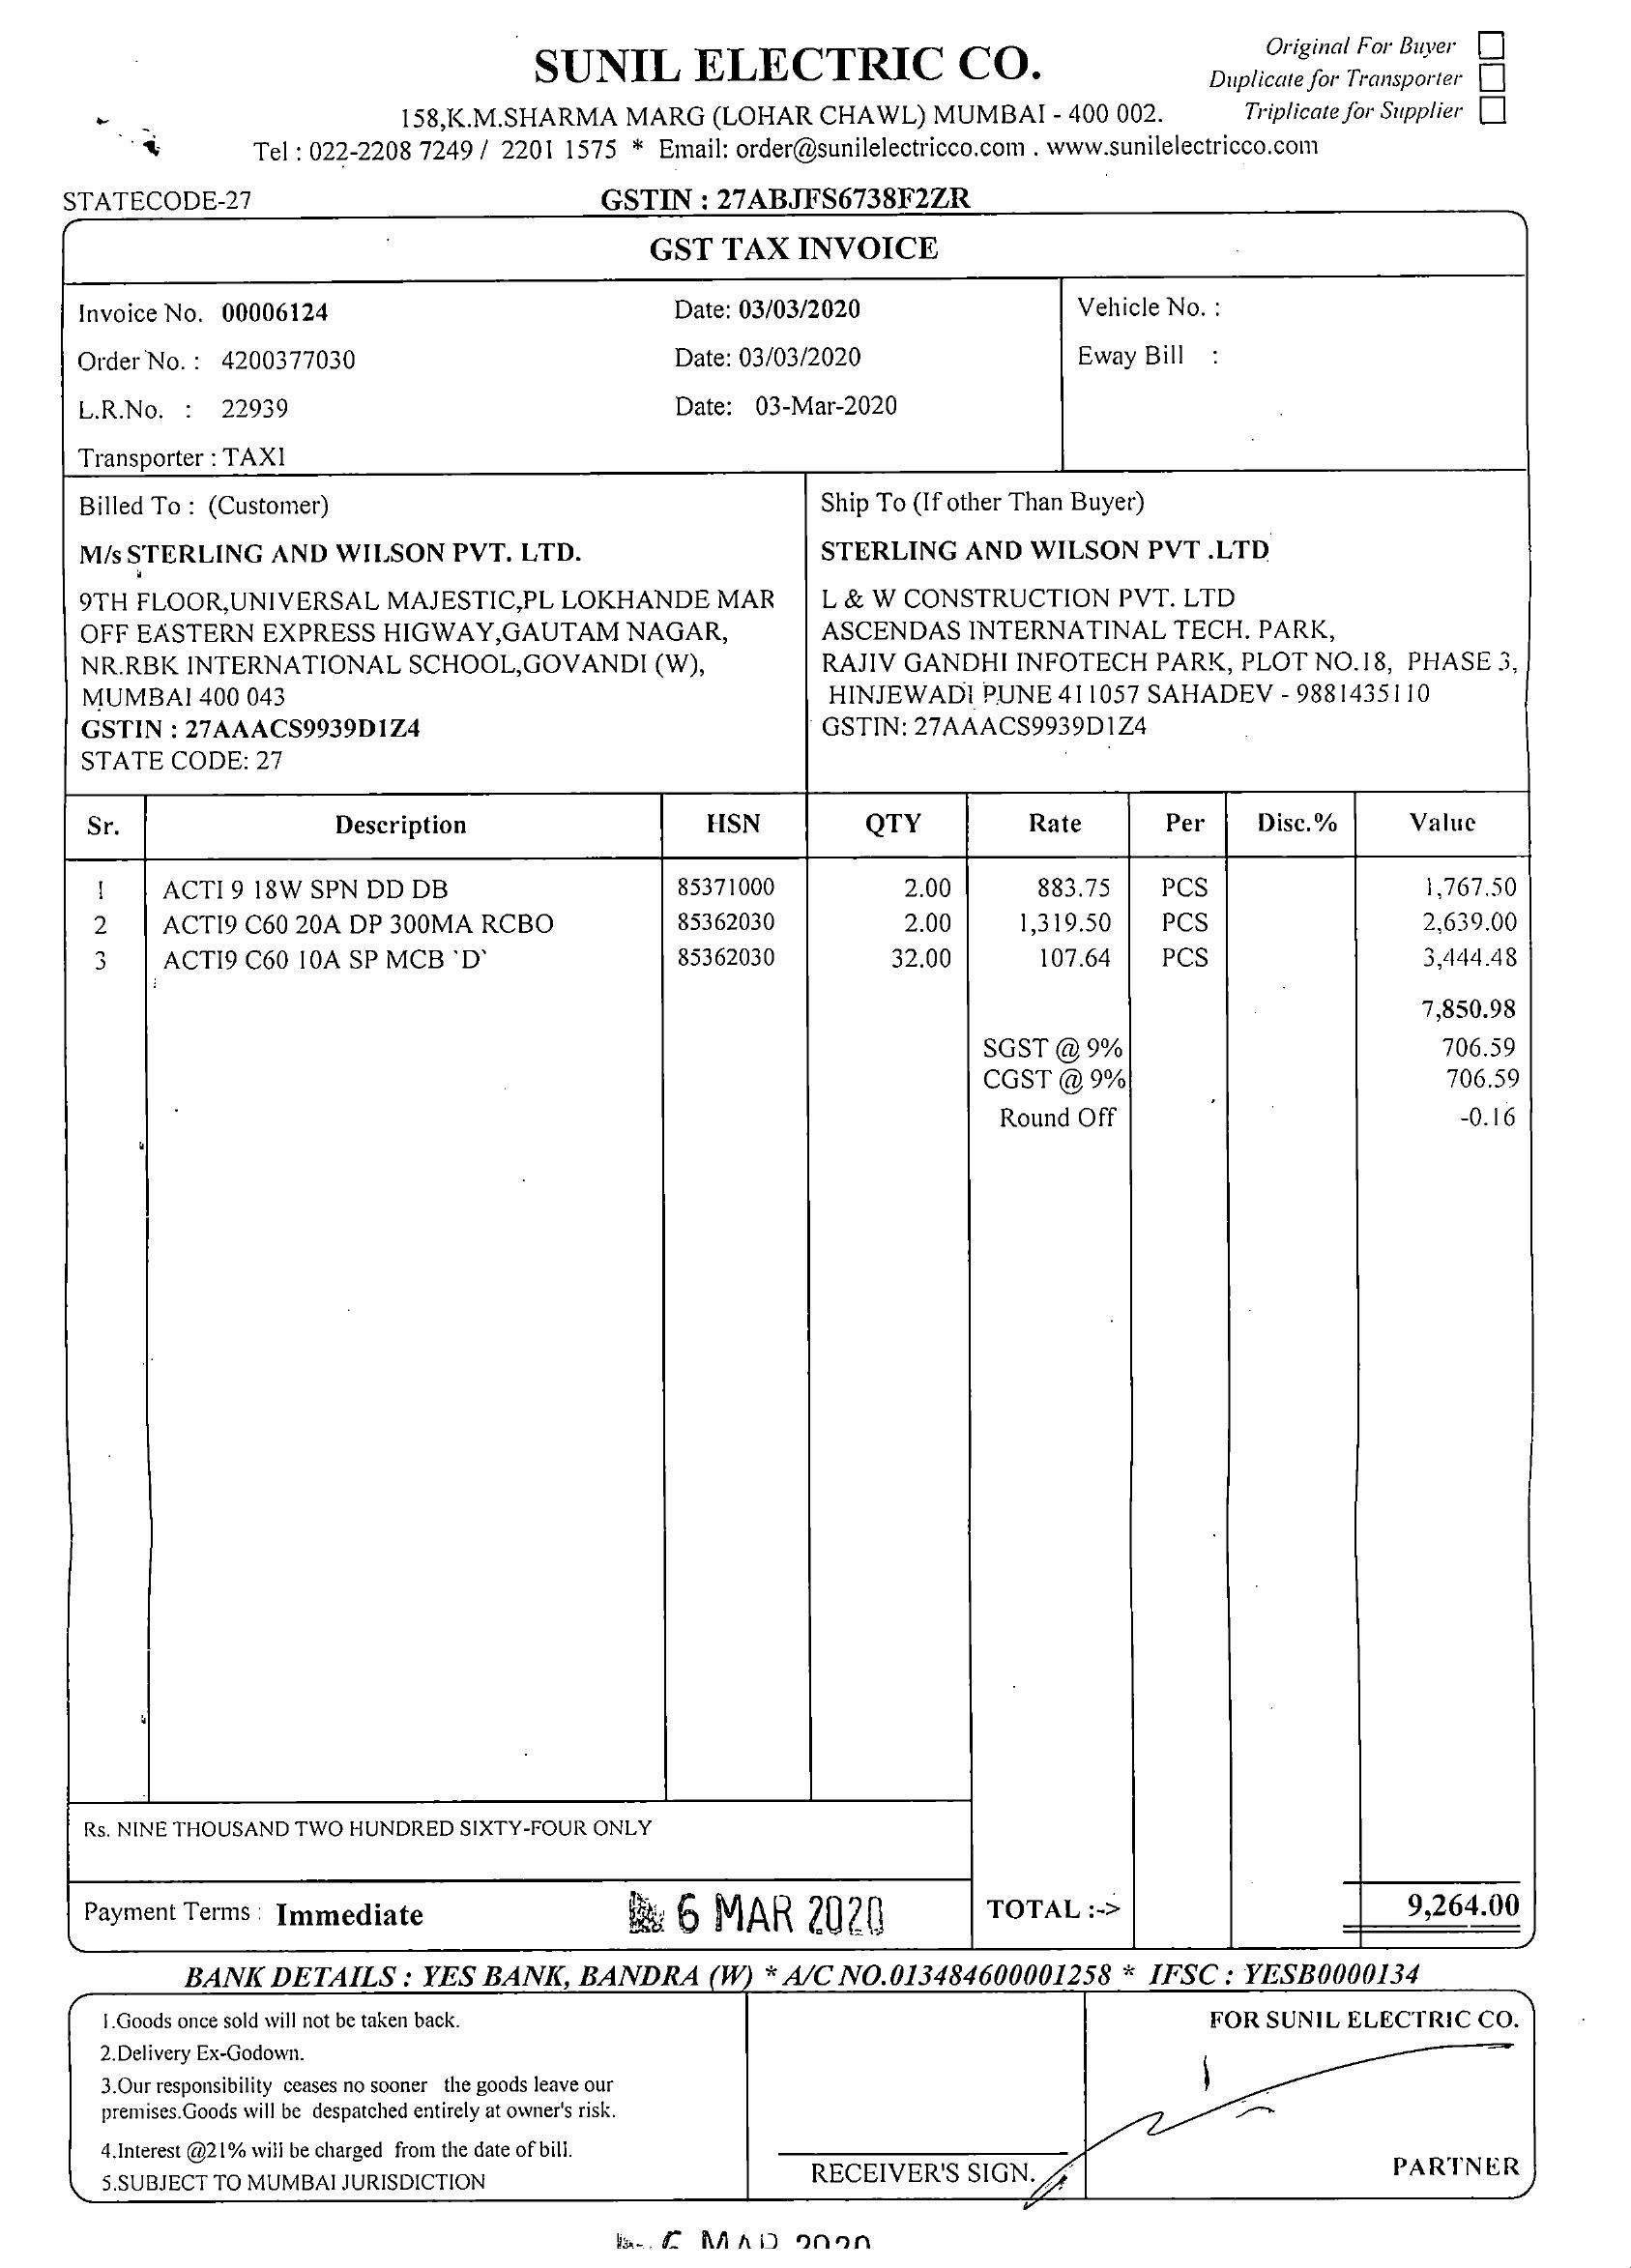 SUNIL ELECTRIC CO.
Original For Buyer
Duplicate for Transporter
Triplicate for Supplier
158,K.M.SHARMA MARG (LOHAR CHAWL) MUMBAI - 400 002.
Tel : 022-2208 7249 / 2201 1575 * Email: order@sunilelectricco.com . www.sunilelectricco.com
STATECODE-27 GSTIN : 27ABJFS6738F2ZR
GST TAX INVOICE
Invoice No. 00006124 Date: 03/03/2020 Vehicle No. :
Order No. : 4200377030 Date: 03/03/2020 Eway Bill :
L.R.No. : 22939 Date: 03-Mar-2020
Transporter : TAXI
Billed To : (Customer)
M/s STERLING AND WILSON PVT. LTD.
9TH FLOOR,UNIVERSAL MAJESTIC,PL LOKHANDE MAR
OFF EASTERN EXPRESS HIGWAY,GAUTAM NAGAR,
NR.RBK INTERNATIONAL SCHOOL,GOVANDI (W),
MUMBAI 400 043
GSTIN : 27AAACS9939D1Z4
STATE CODE: 27
Ship To (If other Than Buyer)
STERLING AND WILSON PVT .LTD
L & W CONSTRUCTION PVT. LTD
ASCENDAS INTERNATINAL TECH. PARK,
RAJIV GANDHI INFOTECH PARK, PLOT NO.18, PHASE 3,
HINJEWADI PUNE 411057 SAHADEV - 9881435110
GSTIN: 27AAACS9939D1Z4
Sr. Description HSN QTY Rate Per Disc.% Value
1 ACTI 9 18W SPN DD DB 85371000 2.00 883.75 PCS 1,767.50
2 ACTI9 C60 20A DP 300MA RCBO 85362030 2.00 1,319.50 PCS 2,639.00
3 ACTI9 C60 10A SP MCB `D` 85362030 32.00 107.64 PCS 3,444.48
7,850.98
SGST @ 9% 706.59
CGST @ 9% 706.59
Round Off -0.16
Rs. NINE THOUSAND TWO HUNDRED SIXTY-FOUR ONLY
Payment Terms : Immediate 6 MAR 2020 TOTAL :-> 9,264.00
BANK DETAILS : YES BANK, BANDRA (W) * A/C NO.013484600001258 * IFSC : YESB0000134
1.Goods once sold will not be taken back.
2.Delivery Ex-Godown.
3.Our responsibility ceases no sooner the goods leave our
premises.Goods will be despatched entirely at owner's risk.
4.Interest @21% will be charged from the date of bill.
5.SUBJECT TO MUMBAI JURISDICTION
RECEIVER'S SIGN.
FOR SUNIL ELECTRIC CO.
PARTNER
6 MAR 2020